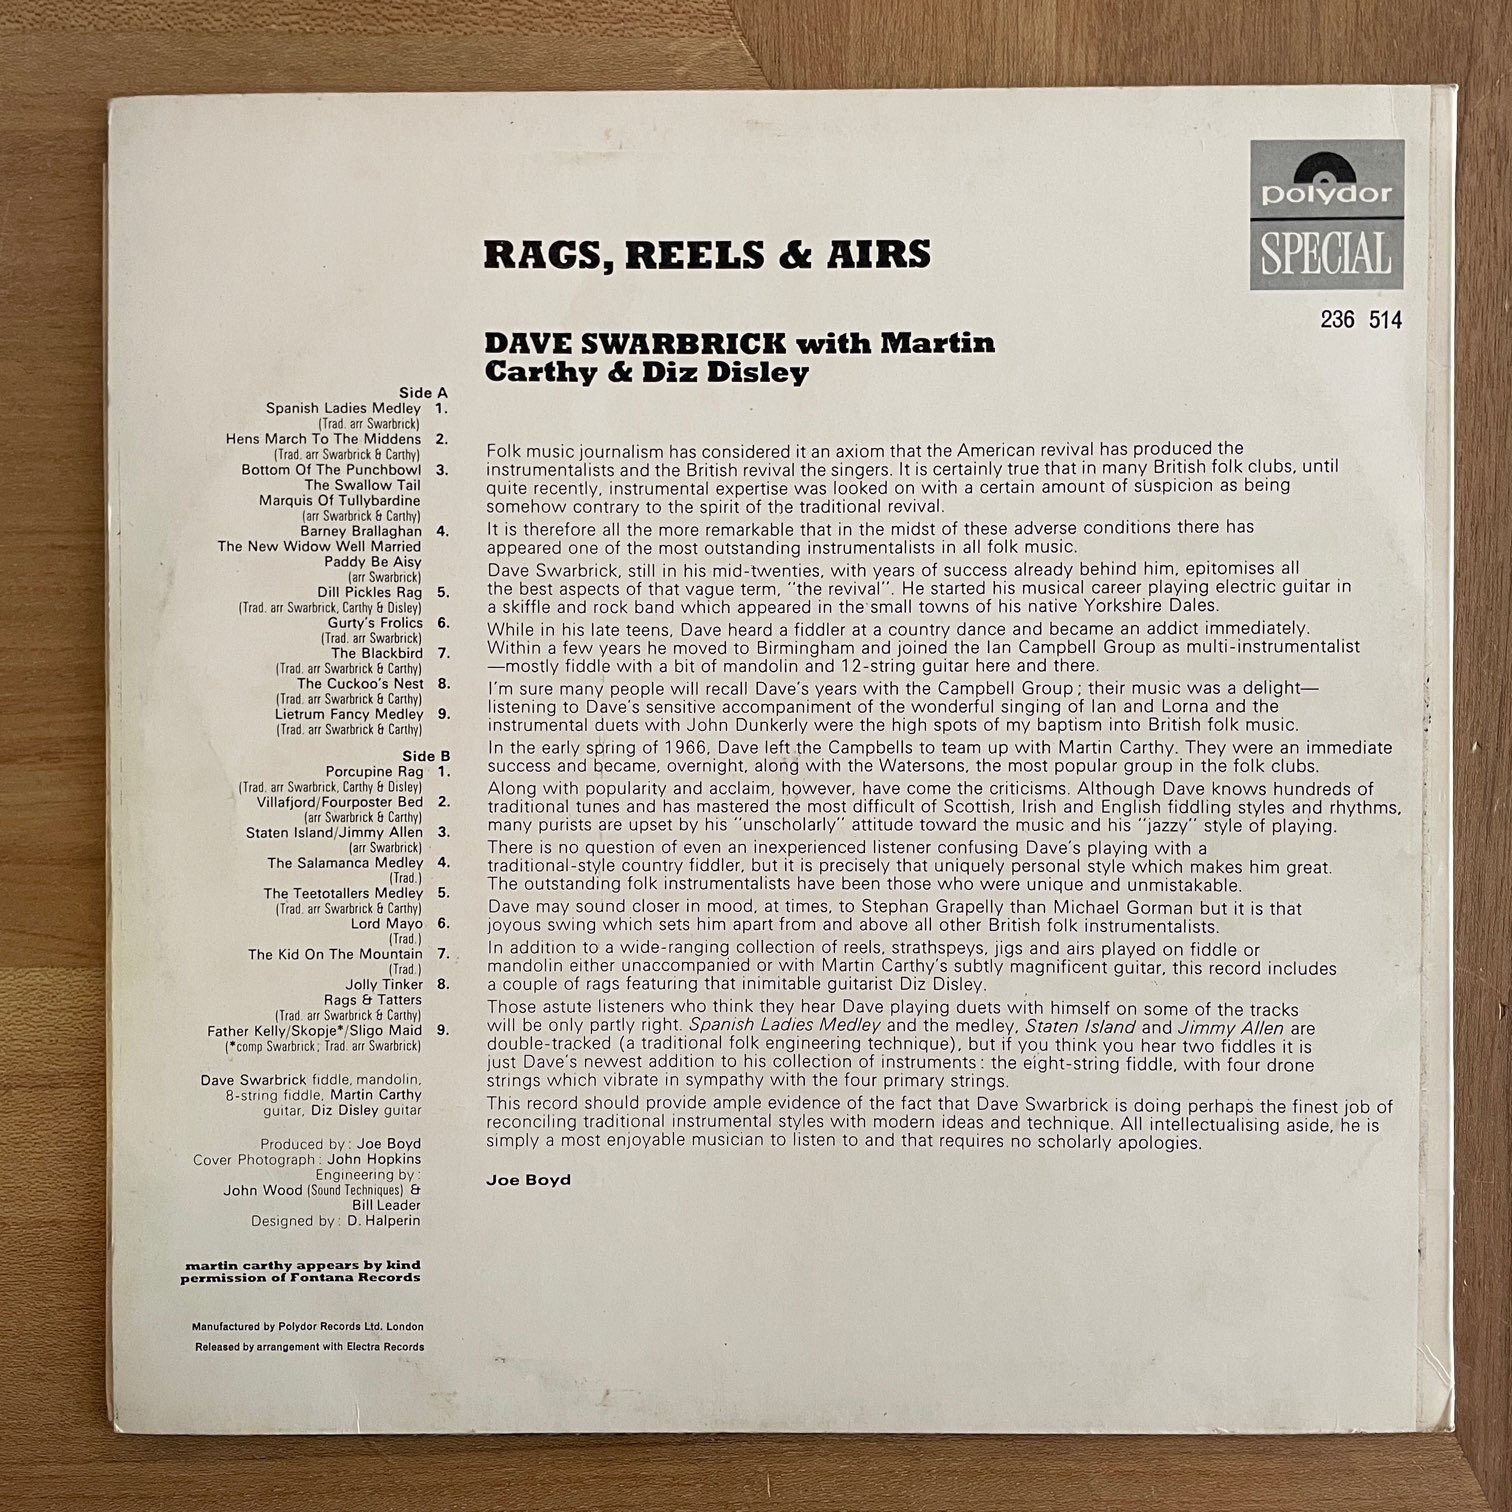 polydor
SPECIAL
236 514
RAGS, REELS & AIRS
DAVE SWARBRICK with Martin
Carthy & Diz Disley
Side A
Spanish Ladies Medley 1.
(Trad. arr Swarbrick)
Hens March To The Middens 2.
(Trad. arr Swarbrick & Carthy)
Bottom Of The Punchbowl 3.
The Swallow Tail
Marquis Of Tullybardine
(arr Swarbrick & Carthy)
Barney Brallaghan 4.
The New Widow Well Married
Paddy Be Aisy
(arr Swarbrick)
Dill Pickles Rag 5.
(Trad. arr Swarbrick, Carthy & Disley)
Gurty's Frolics 6.
(Trad. arr Swarbrick)
The Blackbird 7.
(Trad. arr Swarbrick & Carthy)
The Cuckoo's Nest 8.
(Trad. arr Swarbrick & Carthy)
Lietrum Fancy Medley 9.
(Trad. arr Swarbrick & Carthy)
Side B
Porcupine Rag 1.
(Trad. arr Swarbrick, Carthy & Disley)
Villafjord/Fourposter Bed 2.
(arr Swarbrick & Carthy)
Staten Island/Jimmy Allen 3.
(arr Swarbrick)
The Salamanca Medley 4.
(Trad.)
The Teetotallers Medley 5.
(Trad. arr Swarbrick & Carthy)
Lord Mayo 6.
(Trad.)
The Kid On The Mountain 7.
(Trad.)
Jolly Tinker 8.
Rags & Tatters
(Trad. arr Swarbrick & Carthy)
Father Kelly/Skopje*/Sligo Maid 9.
(*comp Swarbrick; Trad. arr Swarbrick)
Dave Swarbrick fiddle, mandolin,
8-string fiddle, Martin Carthy
guitar, Diz Disley guitar
Produced by: Joe Boyd
Cover Photograph: John Hopkins
Engineering by:
John Wood (Sound Techniques) &
Bill Leader
Designed by: D. Halperin
martin carthy appears by kind
permission of Fontana Records
Manufactured by Polydor Records Ltd. London
Released by arrangement with Electra Records
Folk music journalism has considered it an axiom that the American revival has produced the
instrumentalists and the British revival the singers. It is certainly true that in many British folk clubs, until
quite recently, instrumental expertise was looked on with a certain amount of suspicion as being
somehow contrary to the spirit of the traditional revival.
It is therefore all the more remarkable that in the midst of these adverse conditions there has
appeared one of the most outstanding instrumentalists in all folk music.
Dave Swarbrick, still in his mid-twenties, with years of success already behind him, epitomises all
the best aspects of that vague term, "the revival". He started his musical career playing electric guitar in
a skiffle and rock band which appeared in the small towns of his native Yorkshire Dales.
While in his late teens, Dave heard a fiddler at a country dance and became an addict immediately.
Within a few years he moved to Birmingham and joined the Ian Campbell Group as multi-instrumentalist
—mostly fiddle with a bit of mandolin and 12-string guitar here and there.
I'm sure many people will recall Dave's years with the Campbell Group; their music was a delight—
listening to Dave's sensitive accompaniment of the wonderful singing of Ian and Lorna and the
instrumental duets with John Dunkerly were the high spots of my baptism into British folk music.
In the early spring of 1966, Dave left the Campbells to team up with Martin Carthy. They were an immediate
success and became, overnight, along with the Watersons, the most popular group in the folk clubs.
Along with popularity and acclaim, however, have come the criticisms. Although Dave knows hundreds of
traditional tunes and has mastered the most difficult of Scottish, Irish and English fiddling styles and rhythms,
many purists are upset by his "unscholarly" attitude toward the music and his "jazzy" style of playing.
There is no question of even an inexperienced listener confusing Dave's playing with a
traditional-style country fiddler, but it is precisely that uniquely personal style which makes him great.
The outstanding folk instrumentalists have been those who were unique and unmistakable.
Dave may sound closer in mood, at times, to Stephan Grapelly than Michael Gorman but it is that
joyous swing which sets him apart from and above all other British folk instrumentalists.
In addition to a wide-ranging collection of reels, strathspeys, jigs and airs played on fiddle or
mandolin either unaccompanied or with Martin Carthy's subtly magnificent guitar, this record includes
a couple of rags featuring that inimitable guitarist Diz Disley.
Those astute listeners who think they hear Dave playing duets with himself on some of the tracks
will be only partly right. Spanish Ladies Medley and the medley, Staten Island and Jimmy Allen are
double-tracked (a traditional folk engineering technique), but if you think you hear two fiddles it is
just Dave's newest addition to his collection of instruments: the eight-string fiddle, with four drone
strings which vibrate in sympathy with the four primary strings.
This record should provide ample evidence of the fact that Dave Swarbrick is doing perhaps the finest job of
reconciling traditional instrumental styles with modern ideas and technique. All intellectualising aside, he is
simply a most enjoyable musician to listen to and that requires no scholarly apologies.
Joe Boyd